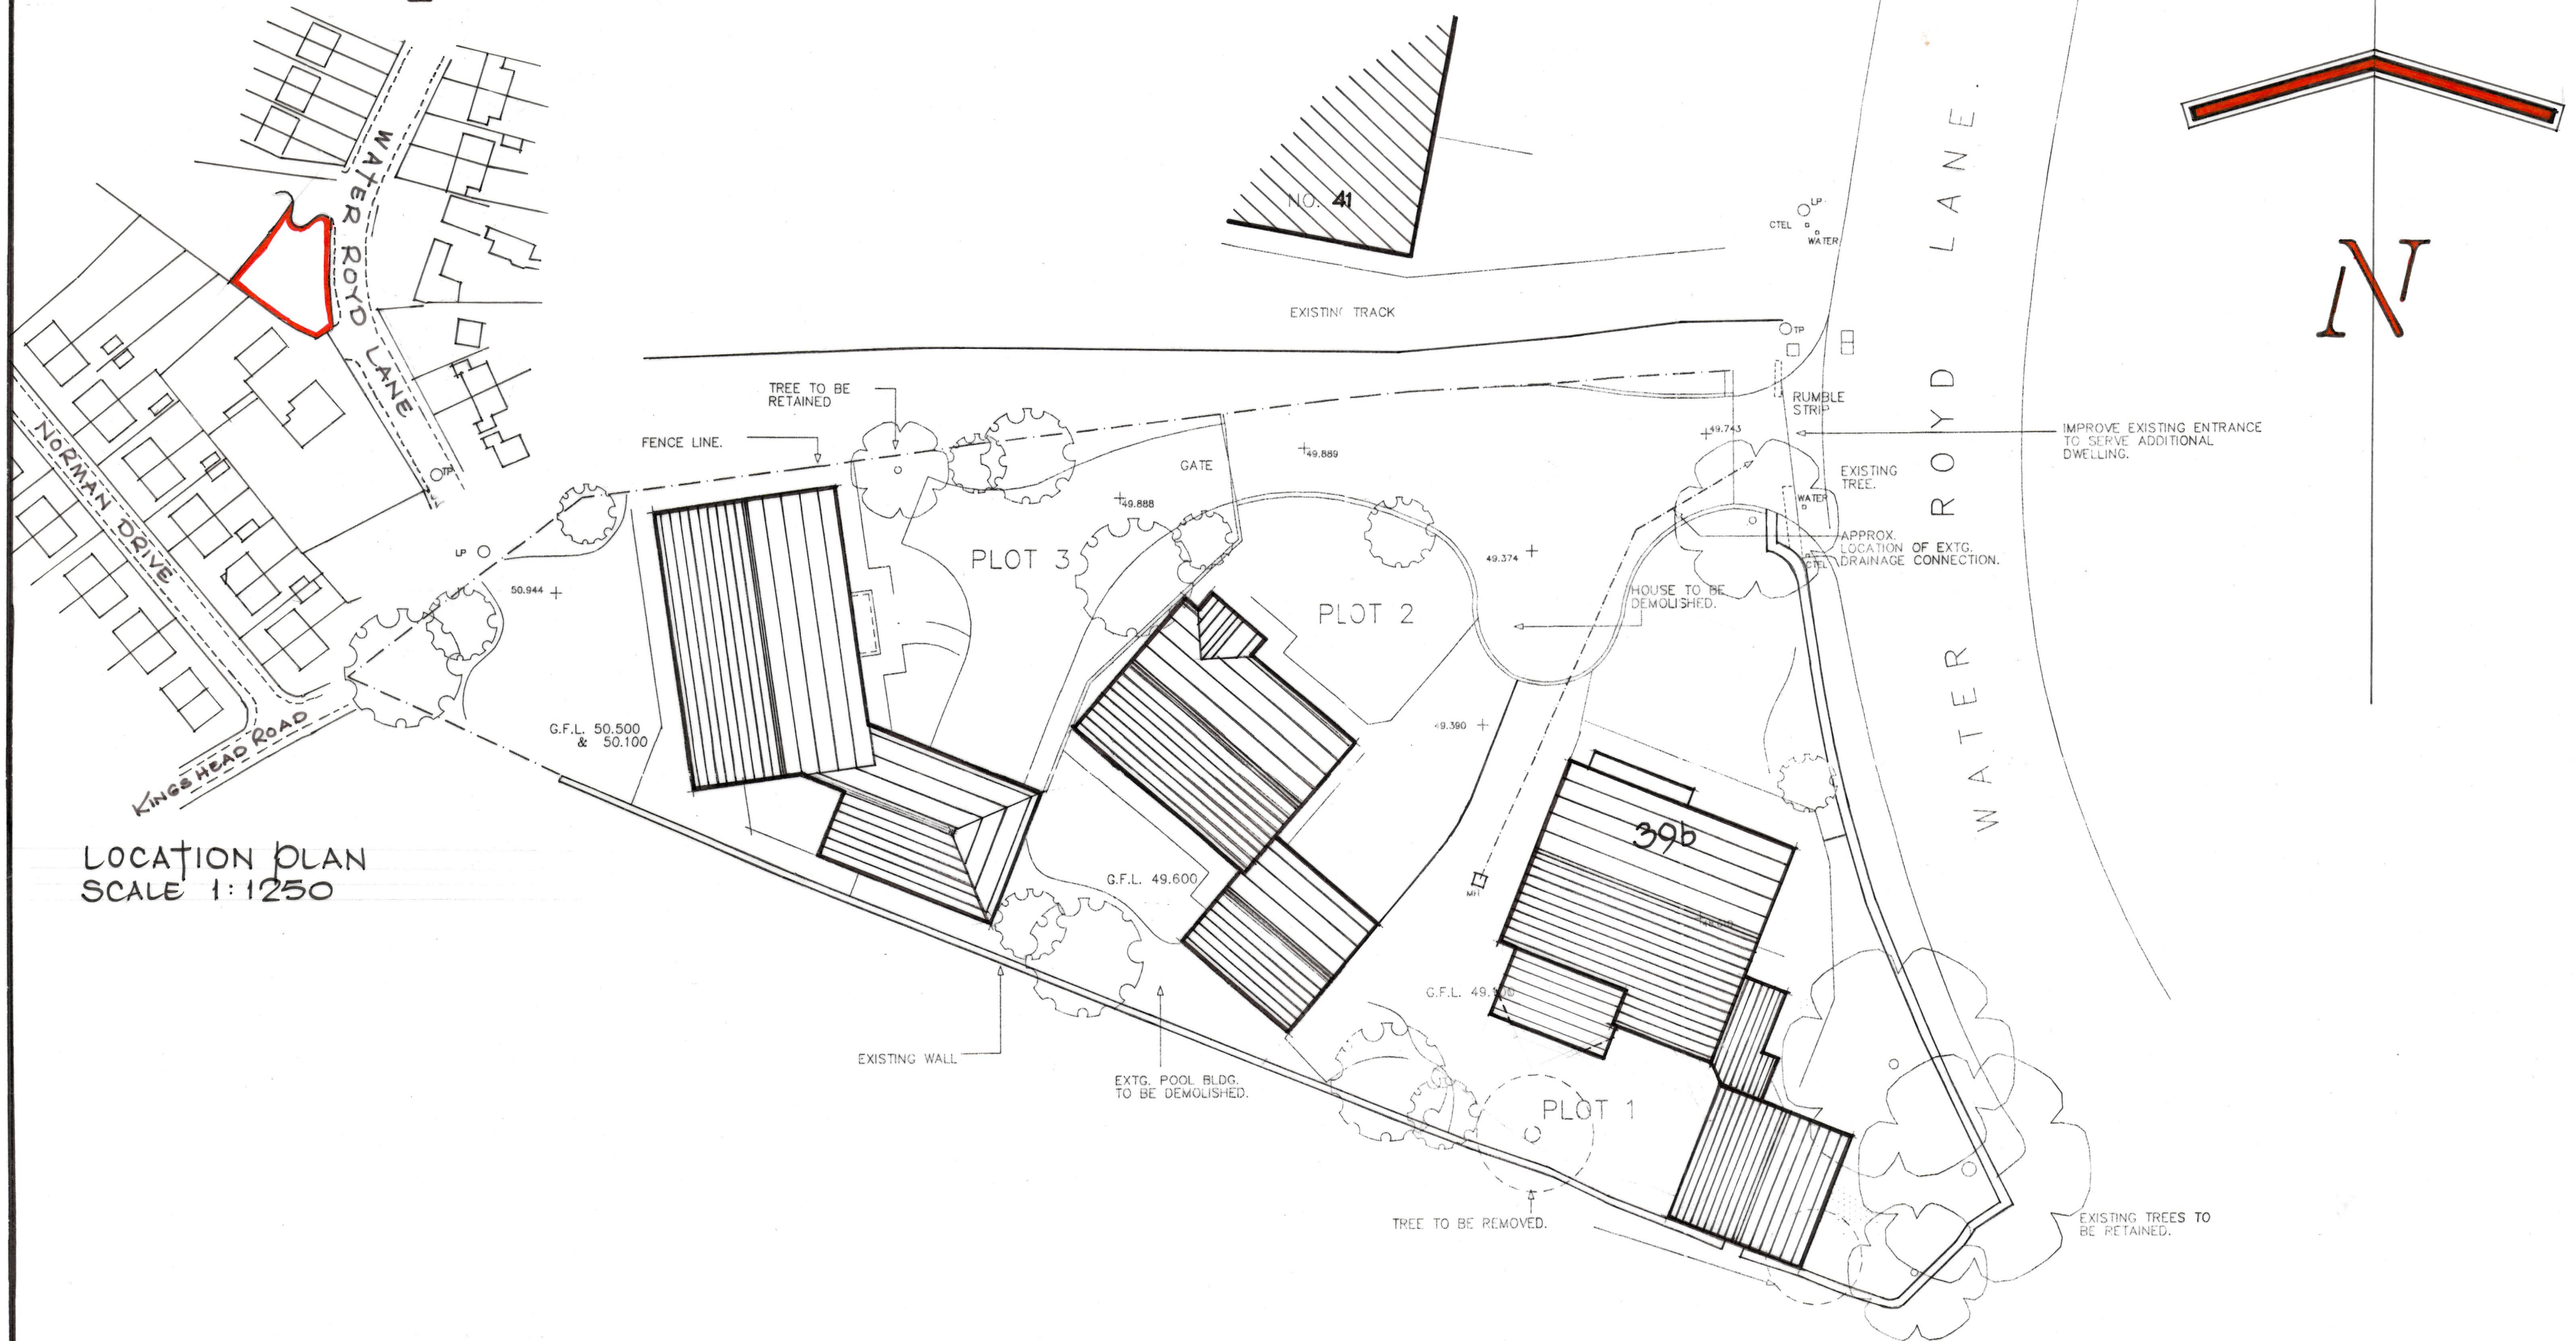 WATER ROYD LANE
NORMAN DRIVE
KINGS HEAD ROAD
LOCATION PLAN
SCALE 1:1250
TP
LP
NO. 41
EXISTING TRACK
LP
CTEL
WATER
TP
WATER ROYD LANE.
N
TREE TO BE
RETAINED
FENCE LINE.
GATE
RUMBLE
STRIP
IMPROVE EXISTING ENTRANCE
TO SERVE ADDITIONAL
DWELLING.
49.743
49.889
49.888
EXISTING
TREE.
WATER
APPROX.
LOCATION OF EXTG.
DRAINAGE CONNECTION.
CTEL
PLOT 3
49.374
50.944
HOUSE TO BE
DEMOLISHED.
PLOT 2
49.390
G.F.L. 50.500
& 50.100
39b
G.F.L. 49.600
MH
G.F.L.
EXISTING WALL
EXTG. POOL BLDG.
TO BE DEMOLISHED.
PLOT 1
TREE TO BE REMOVED.
EXISTING TREES TO
BE RETAINED.